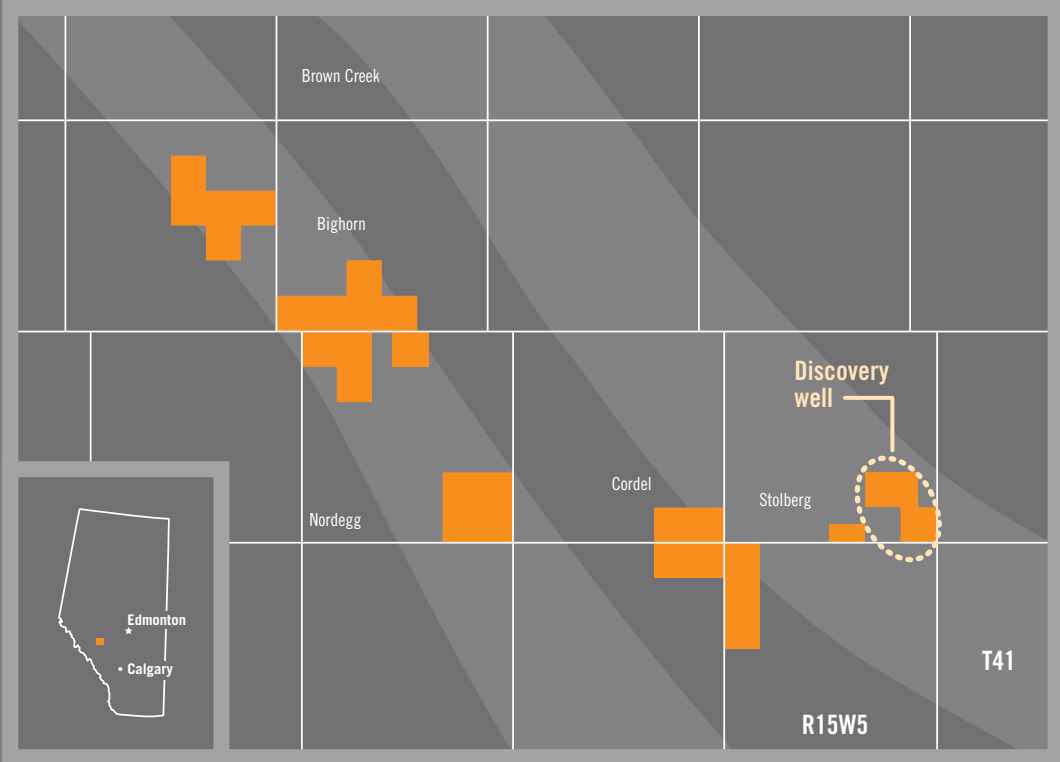 Brown Creek
Bighorn
Discovery
well
Cordel
Stolberg
Nordegg
Edmonton
Calgary
T41
R15W5